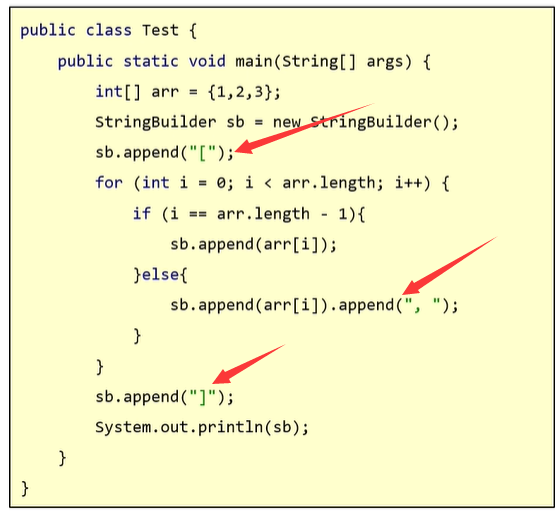 public class Test {
public static void main(String[] args) {
int[] arr = {1,2,3};
StringBuilder sb = new StringBuilder();
sb.append("[");
for (int i = 0; i < arr.length; i++) {
if (i == arr.length - 1){
sb.append(arr[i]);
}else{
sb.append(arr[i]).append(", ");
}
}
sb.append("]");
System.out.println(sb);
}
}